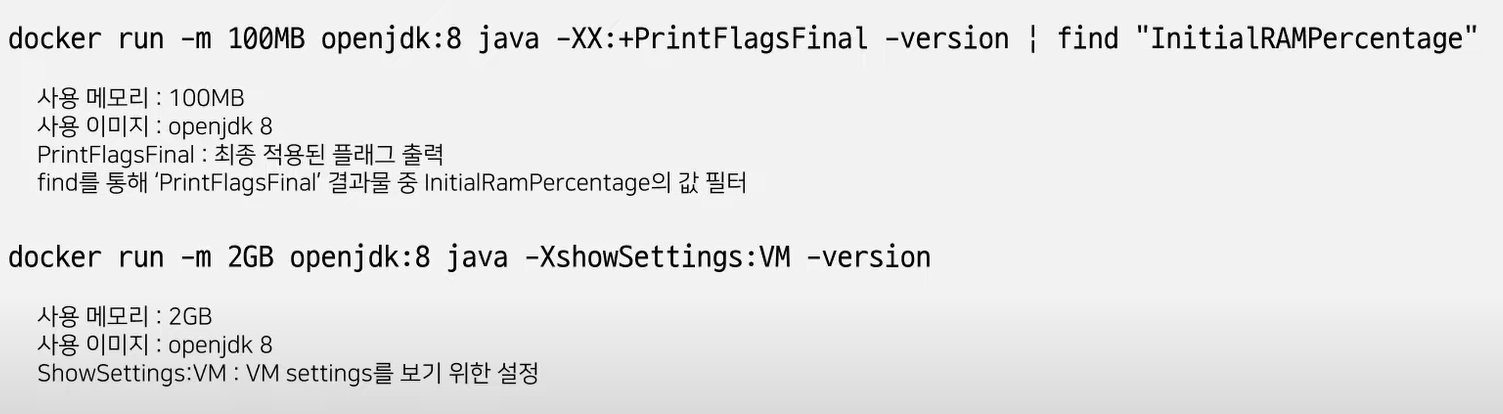 docker run -m 100MB openjdk:8 java -XX:+PrintFlagsFinal -version | find "InitialRAMPercentage"
사용 메모리 : 100MB
사용 이미지 : openjdk 8
PrintFlagsFinal : 최종 적용된 플래그 출력
find를 통해 ‘PrintFlagsFinal’ 결과물 중 InitialRamPercentage의 값 필터
docker run -m 2GB openjdk:8 java -XshowSettings:VM -version
사용 메모리 : 2GB
사용 이미지 : openjdk 8
ShowSettings:VM : VM settings를 보기 위한 설정